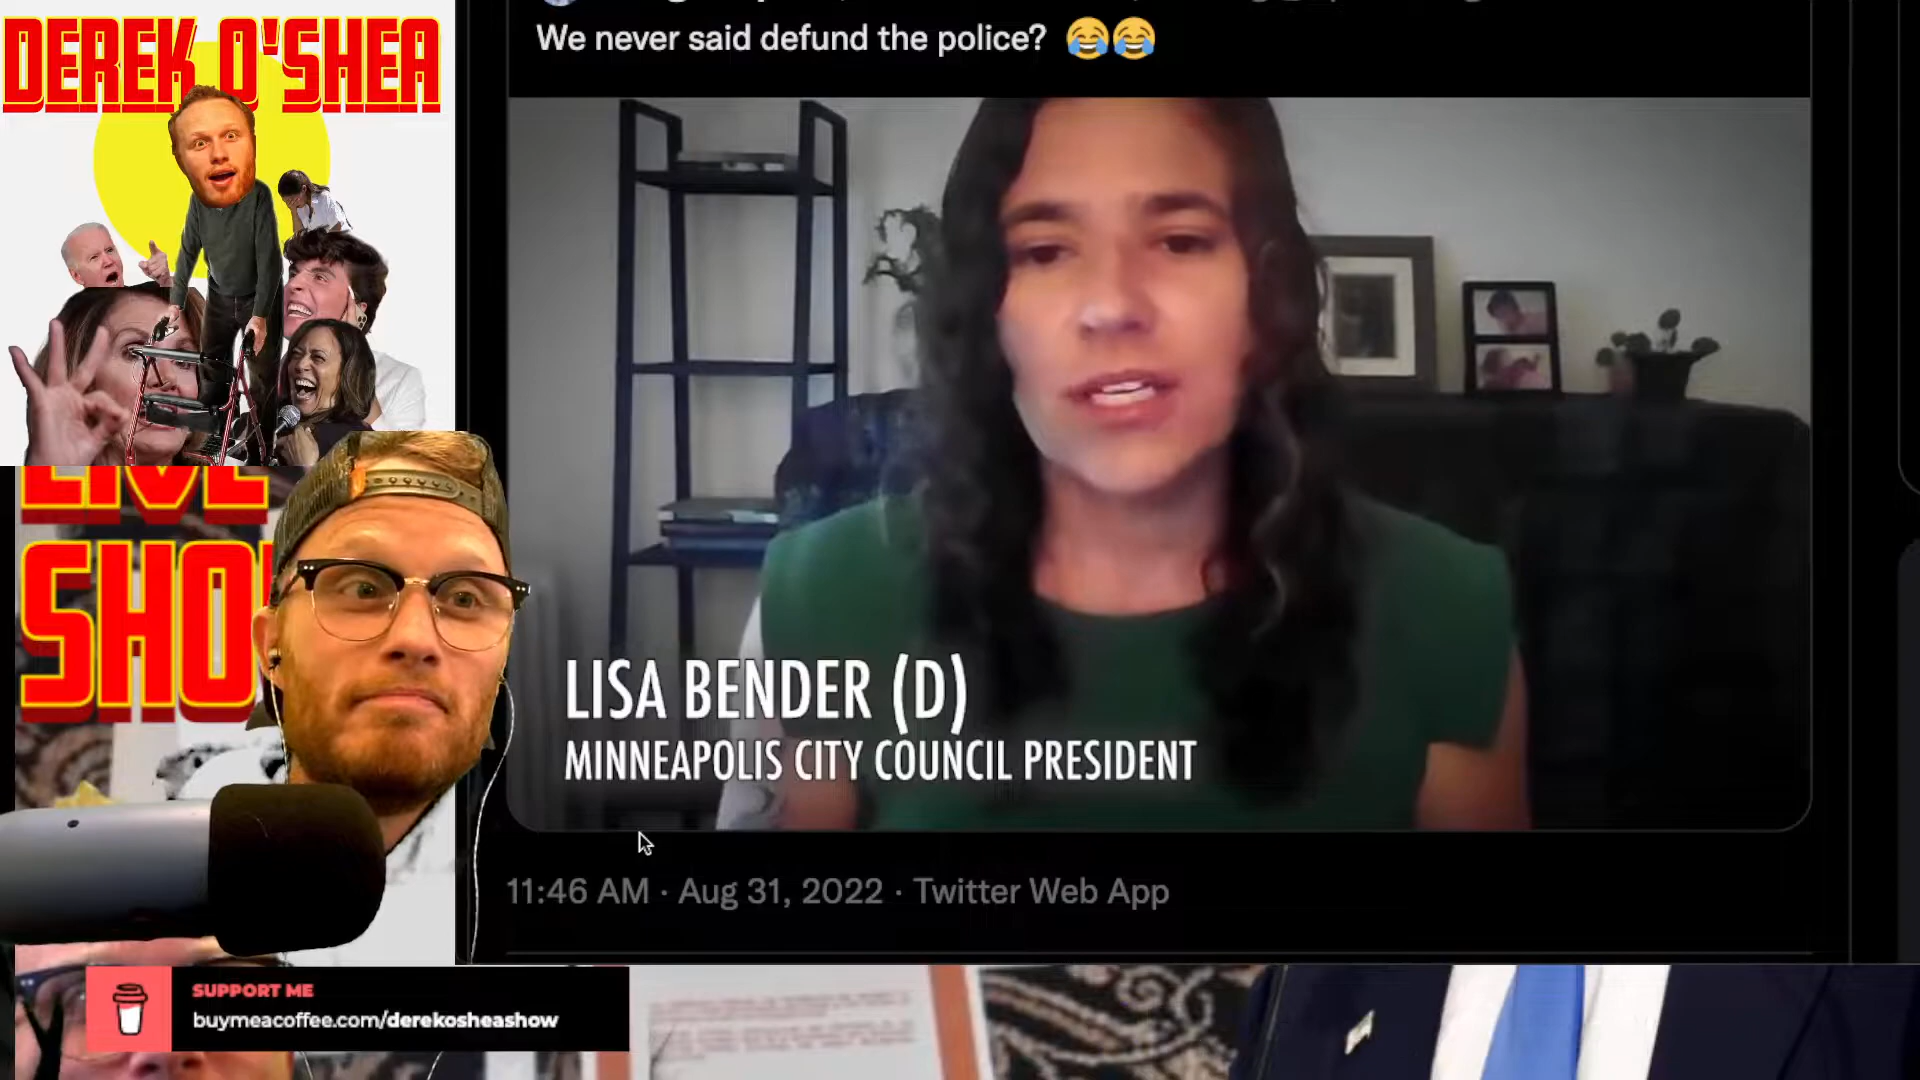 DEREK O'SHEA
LIVE
SHO
We never said defund the police? 😂😂
LISA BENDER (D)
MINNEAPOLIS CITY COUNCIL PRESIDENT
11:46 AM · Aug 31, 2022 · Twitter Web App
SUPPORT ME
buymeacoffee.com/derekosheashow